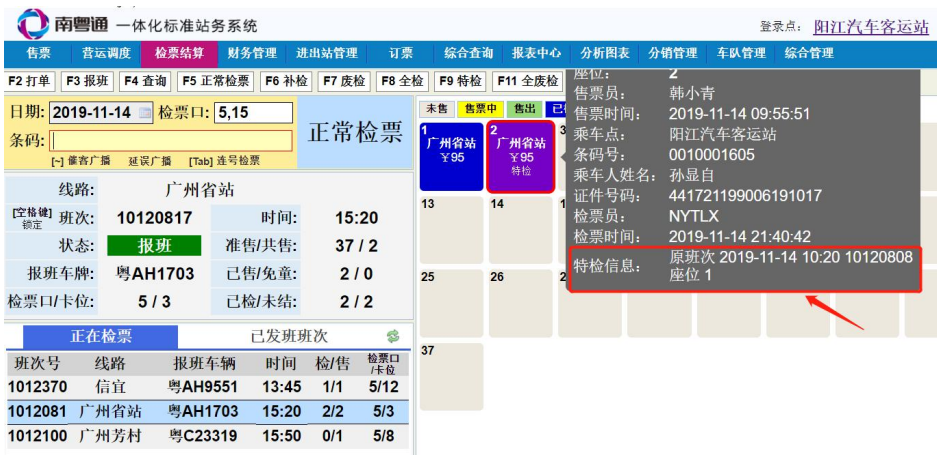 南粤通 一体化标准站务系统
登录点: 阳江汽车客运站
售票 营运调度 检票结算 财务管理 进出站管理 订票 综合查询 报表中心 分析图表 分销管理 车队管理 综合管理
F2 打单 F3 报班 F4 查询 F5 正常检票 F6 补检 F7 废检 F8 全检 F9 特检 F11 全废检
日期: 2019-11-14 检票口: 5,15
条码:
正常检票
[~] 催客广播 延误广播 [Tab] 连号检票
线路: 广州省站
[空格键] 锁定 班次: 10120817 时间: 15:20
状态: 报班 准售/共售: 37 / 2
报班车牌: 粤AH1703 已售/免童: 2 / 0
检票口/卡位: 5 / 3 已检/未结: 2 / 2
正在检票 已发班班次
班次号 线路 报班车辆 时间 检/售 检票口/卡位
1012370 信宜 粤AH9551 13:45 1/1 5/12
1012081 广州省站 粤AH1703 15:20 2/2 5/3
1012100 广州芳村 粤C23319 15:50 0/1 5/8
未售 售票中 售出
1 广州省站 ￥95
2 广州省站 ￥95 特检
3
13
14
25
26
37
座位: 2
售票员: 韩小青
售票时间: 2019-11-14 09:55:51
乘车点: 阳江汽车客运站
条码号: 0010001605
乘车人姓名: 孙显自
证件号码: 441721199006191017
检票员: NYTLX
检票时间: 2019-11-14 21:40:42
特检信息: 原班次 2019-11-14 10:20 10120808
座位 1